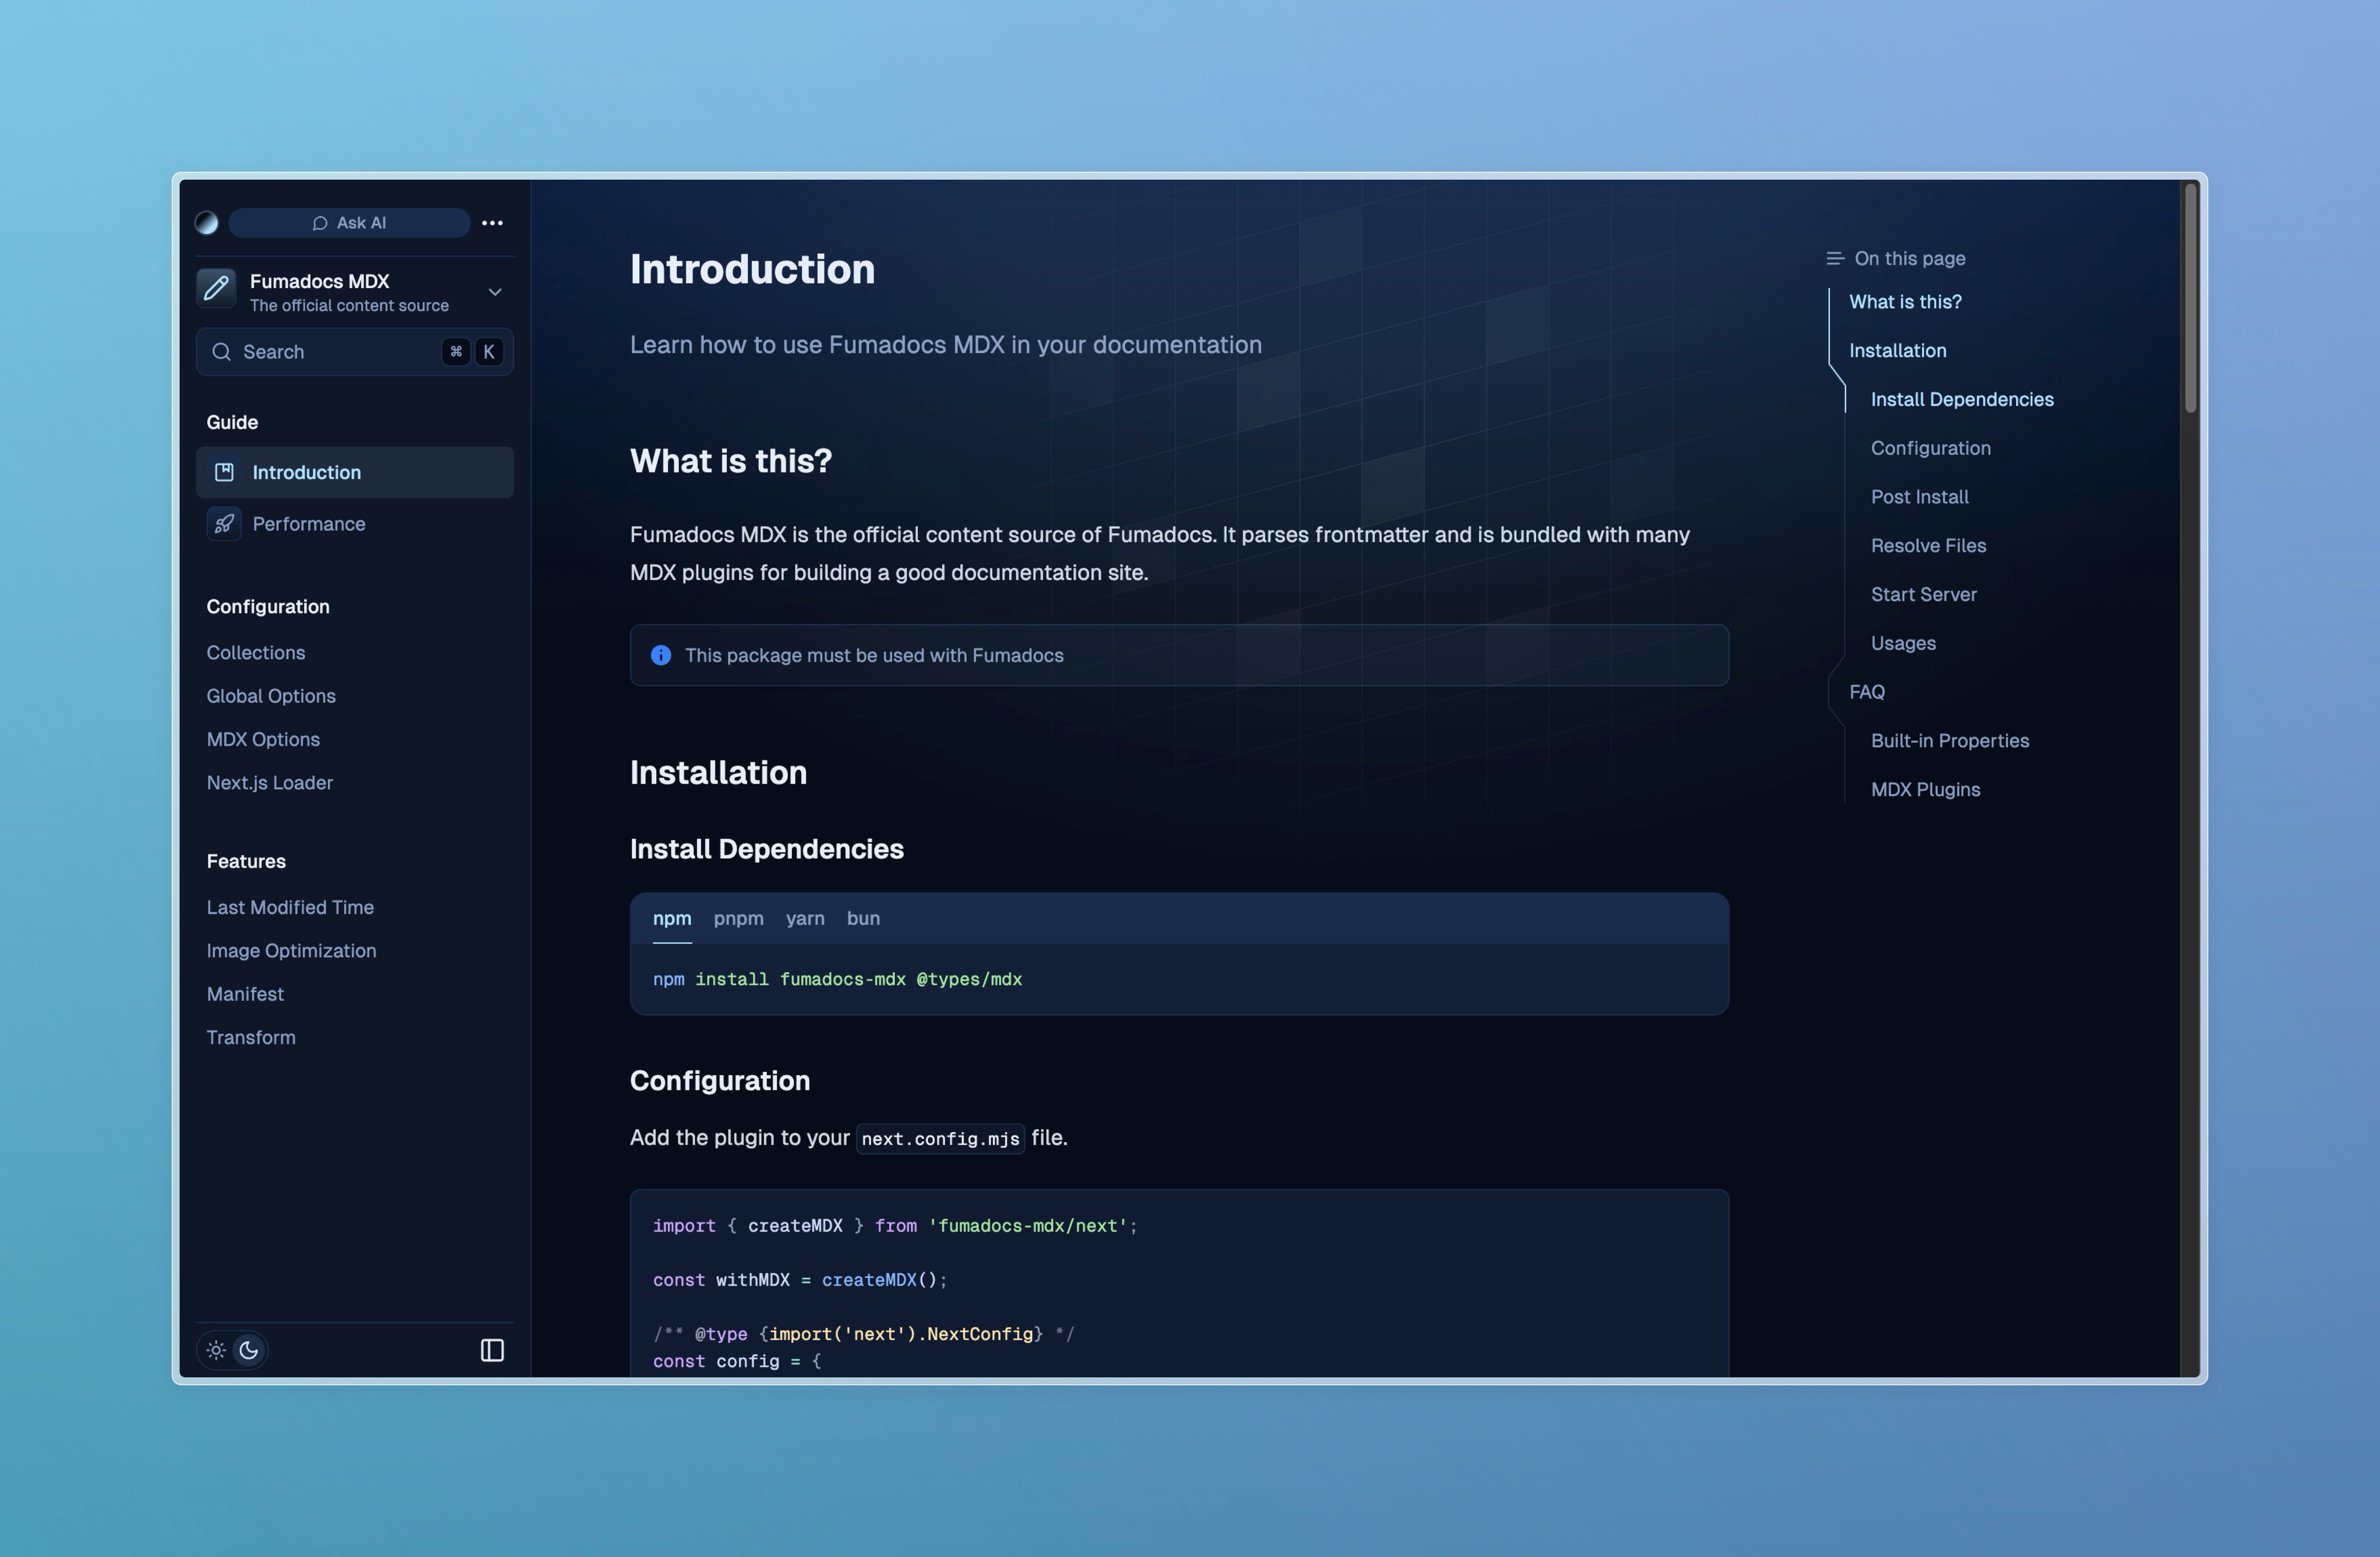 Ask AI
Fumadocs MDX
The official content source
Search
⌘ K
Guide
Introduction
Performance
Configuration
Collections
Global Options
MDX Options
Next.js Loader
Features
Last Modified Time
Image Optimization
Manifest
Transform
Introduction
Learn how to use Fumadocs MDX in your documentation
What is this?
Fumadocs MDX is the official content source of Fumadocs. It parses frontmatter and is bundled with many
MDX plugins for building a good documentation site.
This package must be used with Fumadocs
Installation
Install Dependencies
npm pnpm yarn bun
npm install fumadocs-mdx @types/mdx
Configuration
Add the plugin to your next.config.mjs file.
import { createMDX } from 'fumadocs-mdx/next';
const withMDX = createMDX();
/** @type {import('next').NextConfig} */
const config = {
On this page
What is this?
Installation
Install Dependencies
Configuration
Post Install
Resolve Files
Start Server
Usages
FAQ
Built-in Properties
MDX Plugins